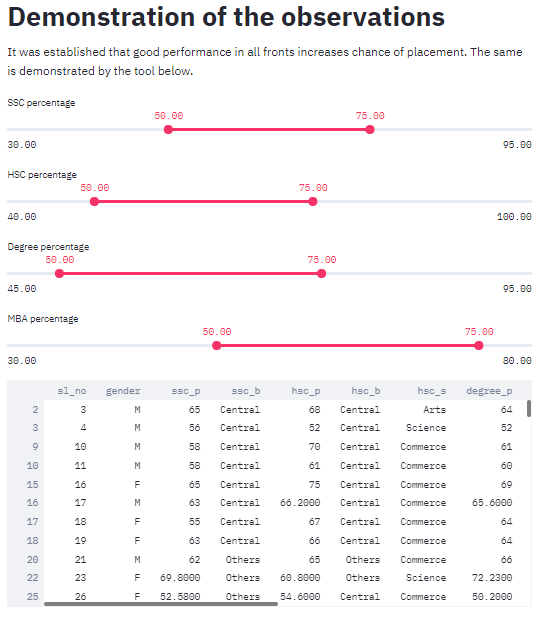 Demonstration of the observations
It was established that good performance in all fronts increases chance of placement. The same
is demonstrated by the tool below.
SSC percentage
50.00 75.00
30.00 95.00
HSC percentage
50.00 75.00
40.00 100.00
Degree percentage
50.00 75.00
45.00 95.00
MBA percentage
50.00 75.00
30.00 80.00
sl_no gender ssc_p ssc_b hsc_p hsc_b hsc_s degree_p
2 3 M 65 Central 68 Central Arts 64
3 4 M 56 Central 52 Central Science 52
9 10 M 58 Central 70 Central Commerce 61
10 11 M 58 Central 61 Central Commerce 60
15 16 F 65 Central 75 Central Commerce 69
16 17 M 63 Central 66.2000 Central Commerce 65.6000
17 18 F 55 Central 67 Central Commerce 64
18 19 F 63 Central 66 Central Commerce 64
20 21 M 62 Others 65 Others Commerce 66
22 23 F 69.8000 Others 60.8000 Others Science 72.2300
25 26 F 52.5800 Others 54.6000 Central Commerce 50.2000